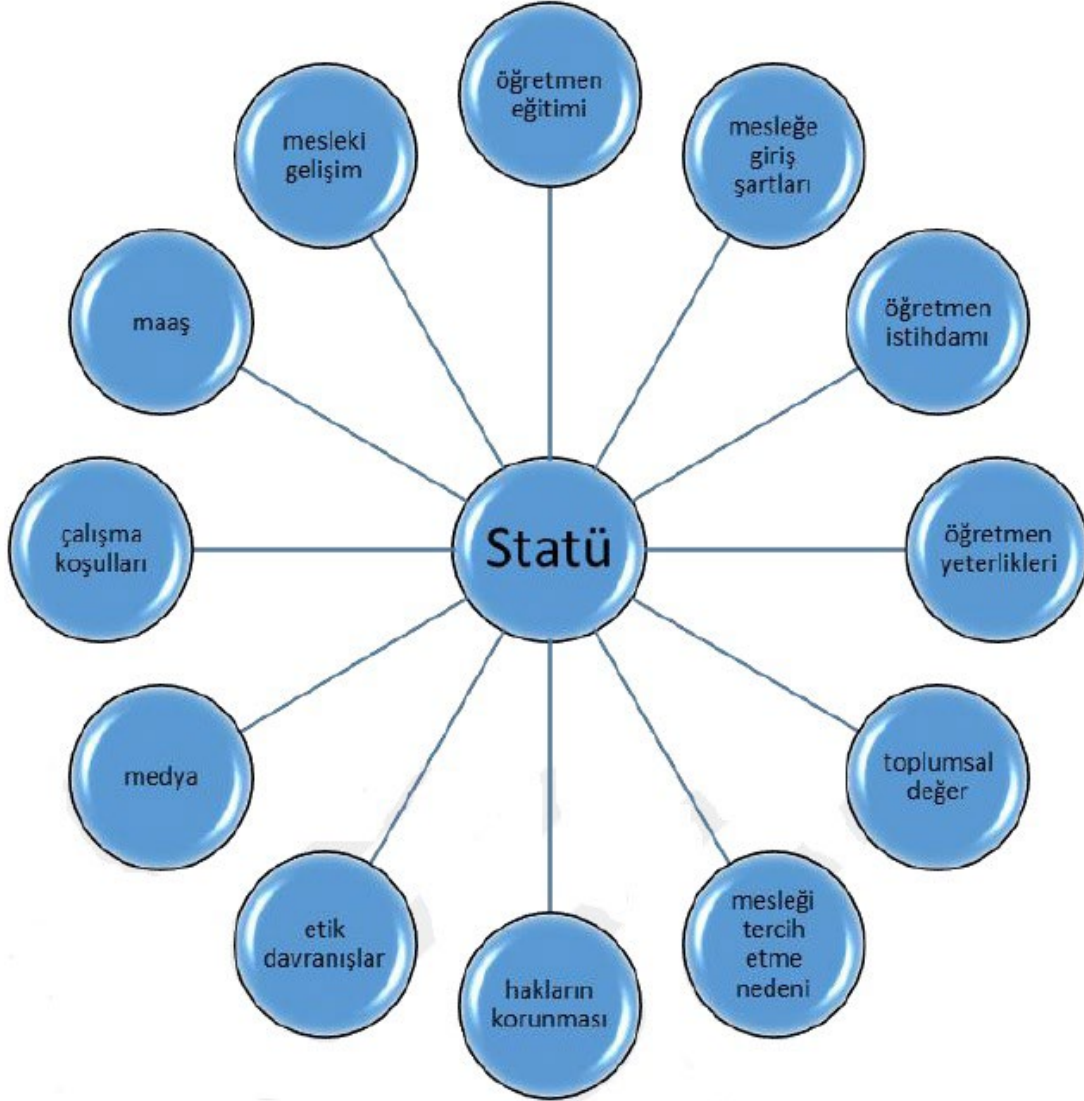 öğretmen
eğitimi
mesleğe
giriş
şartları
öğretmen
istihdamı
öğretmen
yeterlikleri
toplumsal
değer
mesleği
tercih
etme
nedeni
hakların
korunması
etik
davranışlar
medya
çalışma
koşulları
maaş
mesleki
gelişim
Statü